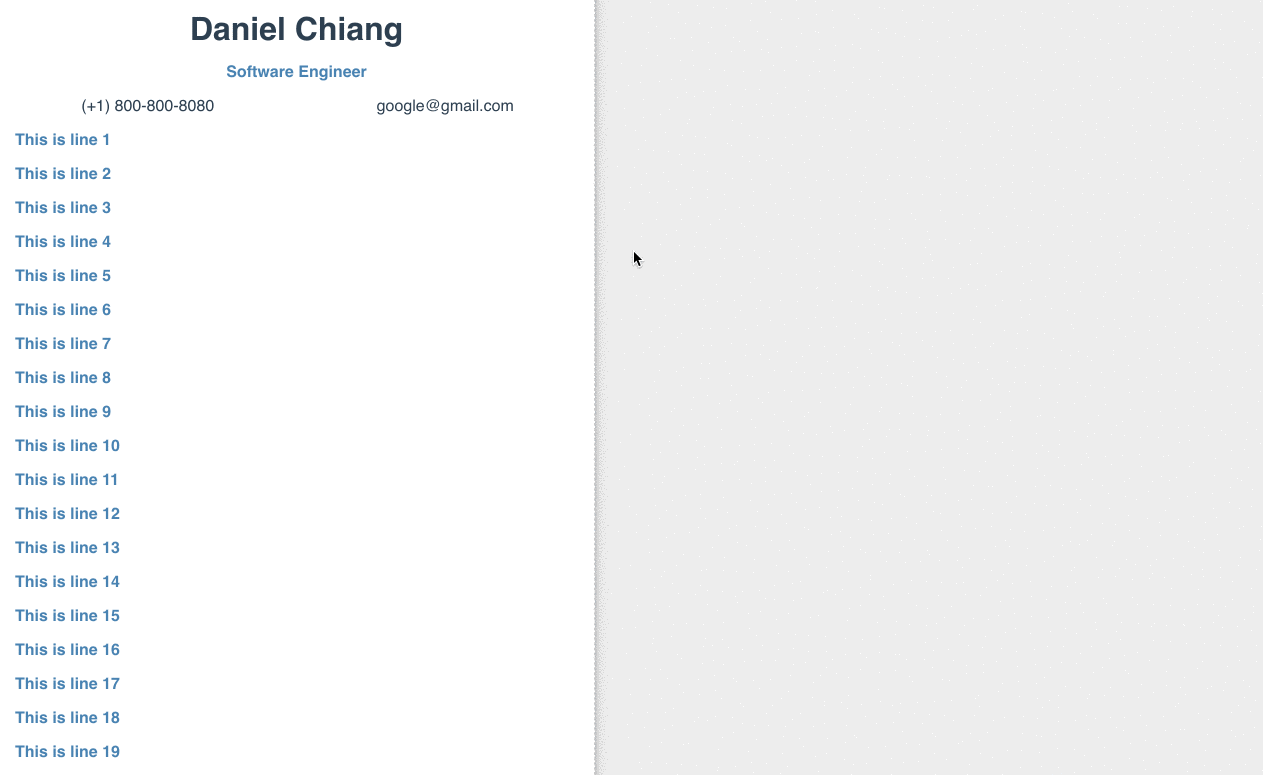 Daniel Chiang
Software Engineer
(+1) 800-800-8080 google@gmail.com
This is line 1
This is line 2
This is line 3
This is line 4
This is line 5
This is line 6
This is line 7
This is line 8
This is line 9
This is line 10
This is line 11
This is line 12
This is line 13
This is line 14
This is line 15
This is line 16
This is line 17
This is line 18
This is line 19